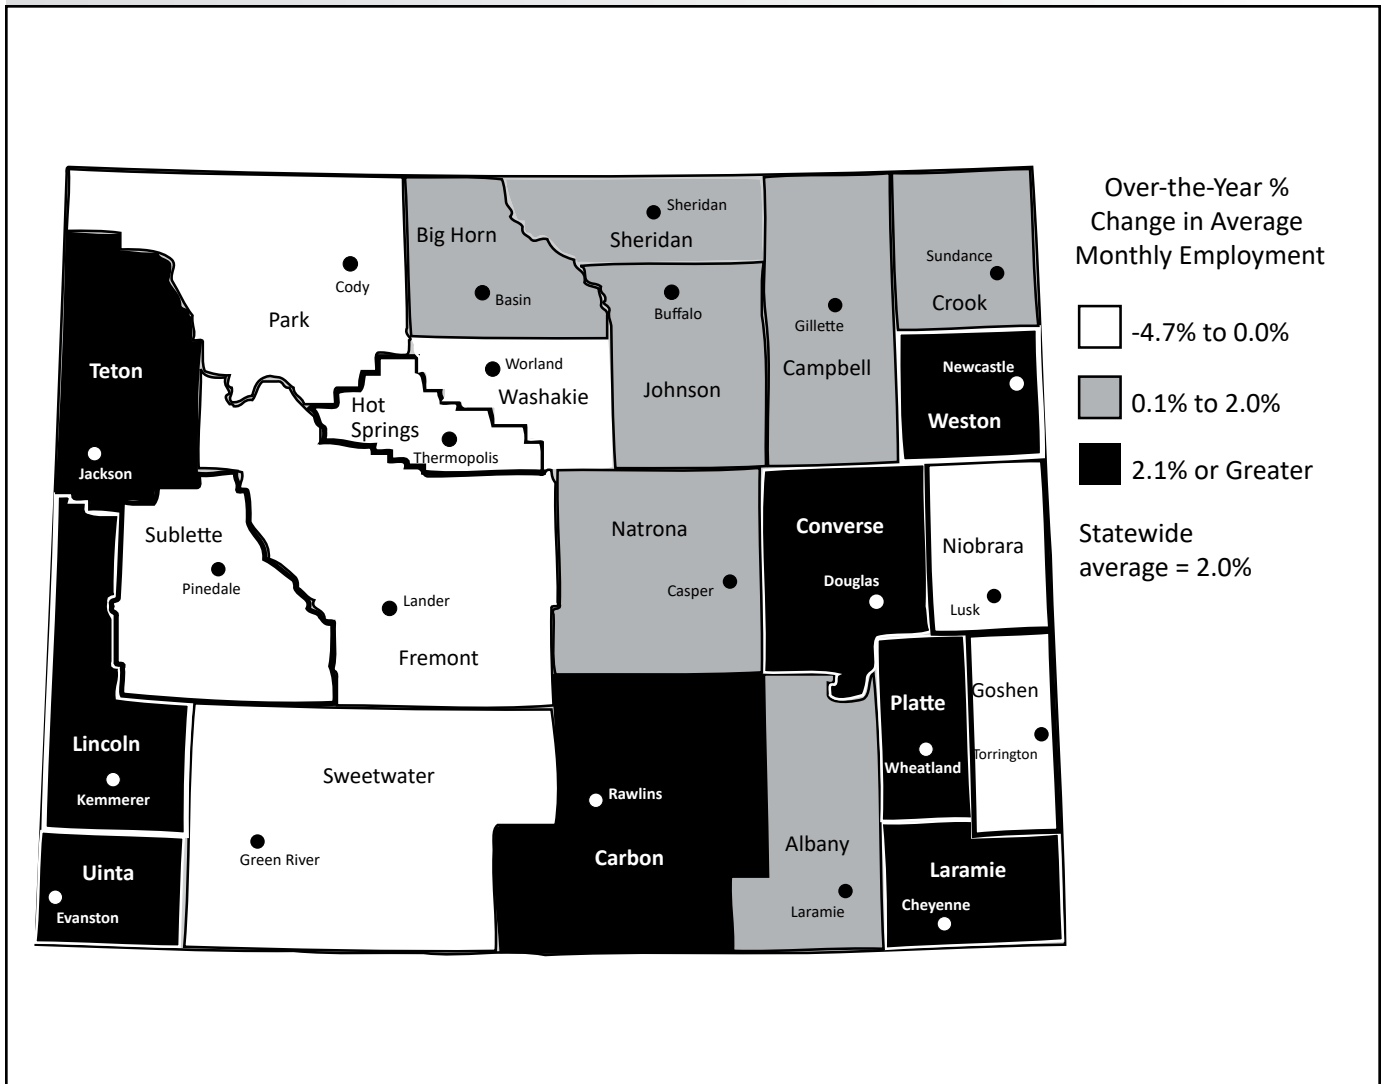 Over-the-Year %
Change in Average
Monthly Employment
-4.7% to 0.0%
0.1% to 2.0%
2.1% or Greater
Statewide
average = 2.0%
Park
Cody
Big Horn
Basin
Sheridan
Sheridan
Buffalo
Johnson
Gillette
Campbell
Sundance
Crook
Teton
Jackson
Worland
Washakie
Hot
Springs
Thermopolis
Newcastle
Weston
Sublette
Pinedale
Lander
Fremont
Natrona
Casper
Converse
Douglas
Niobrara
Lusk
Lincoln
Kemmerer
Sweetwater
Green River
Rawlins
Carbon
Platte
Wheatland
Goshen
Torrington
Uinta
Evanston
Albany
Laramie
Laramie
Cheyenne